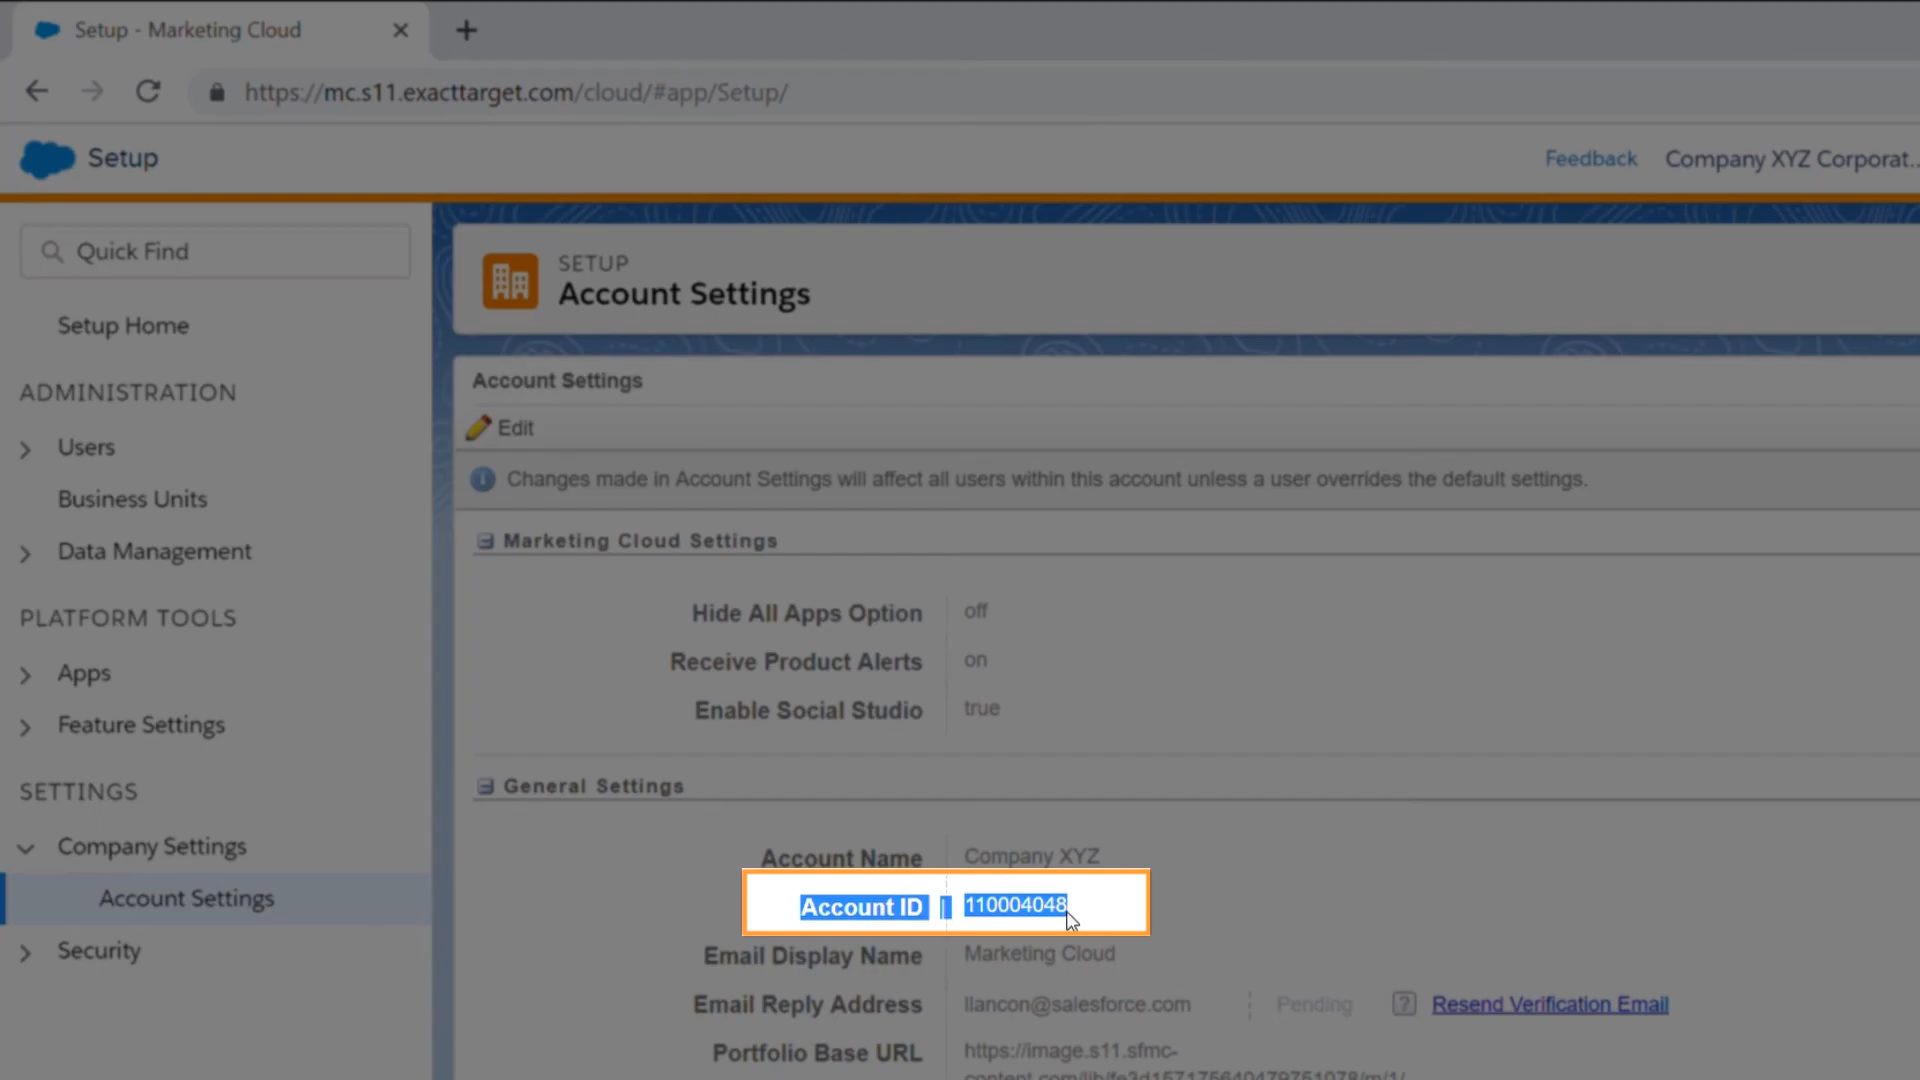 Setup - Marketing Cloud
https://mc.s11.exacttarget.com/cloud/#app/Setup/
Setup
Feedback
Company XYZ Corporat...
Quick Find
SETUP
Account Settings
Setup Home
ADMINISTRATION
Users
Business Units
Data Management
PLATFORM TOOLS
Apps
Feature Settings
SETTINGS
Company Settings
Account Settings
Security
Account Settings
Edit
Changes made in Account Settings will affect all users within this account unless a user overrides the default settings.
Marketing Cloud Settings
Hide All Apps Option off
Receive Product Alerts on
Enable Social Studio true
General Settings
Account Name Company XYZ
Account ID 110004048
Email Display Name Marketing Cloud
Email Reply Address llancon@salesforce.com Pending ? Resend Verification Email
Portfolio Base URL https://image.s11.sfmc-